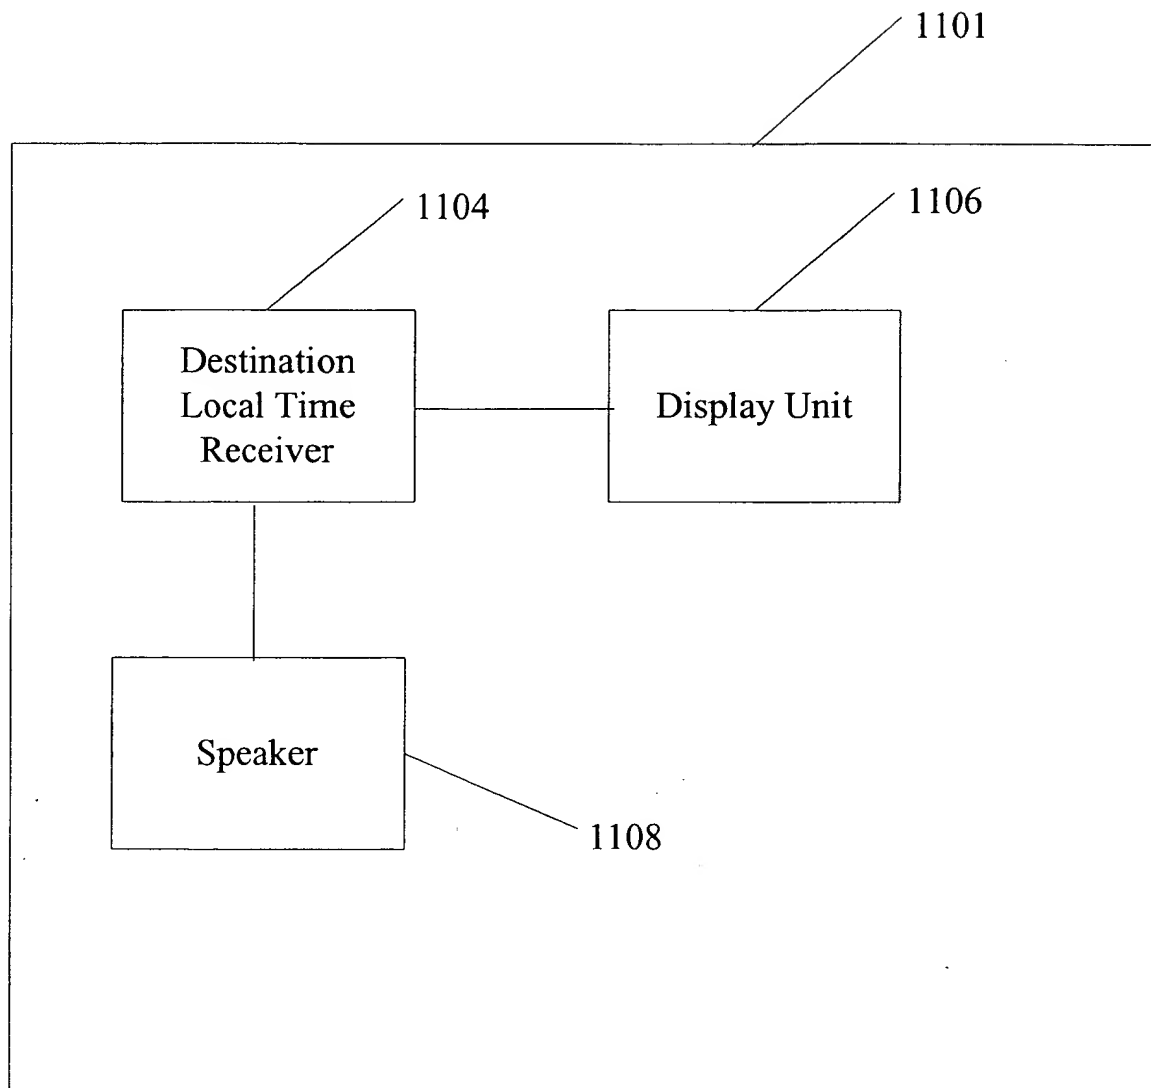 1101
1104
1106
Destination
Local Time
Receiver
Display Unit
Speaker
1108